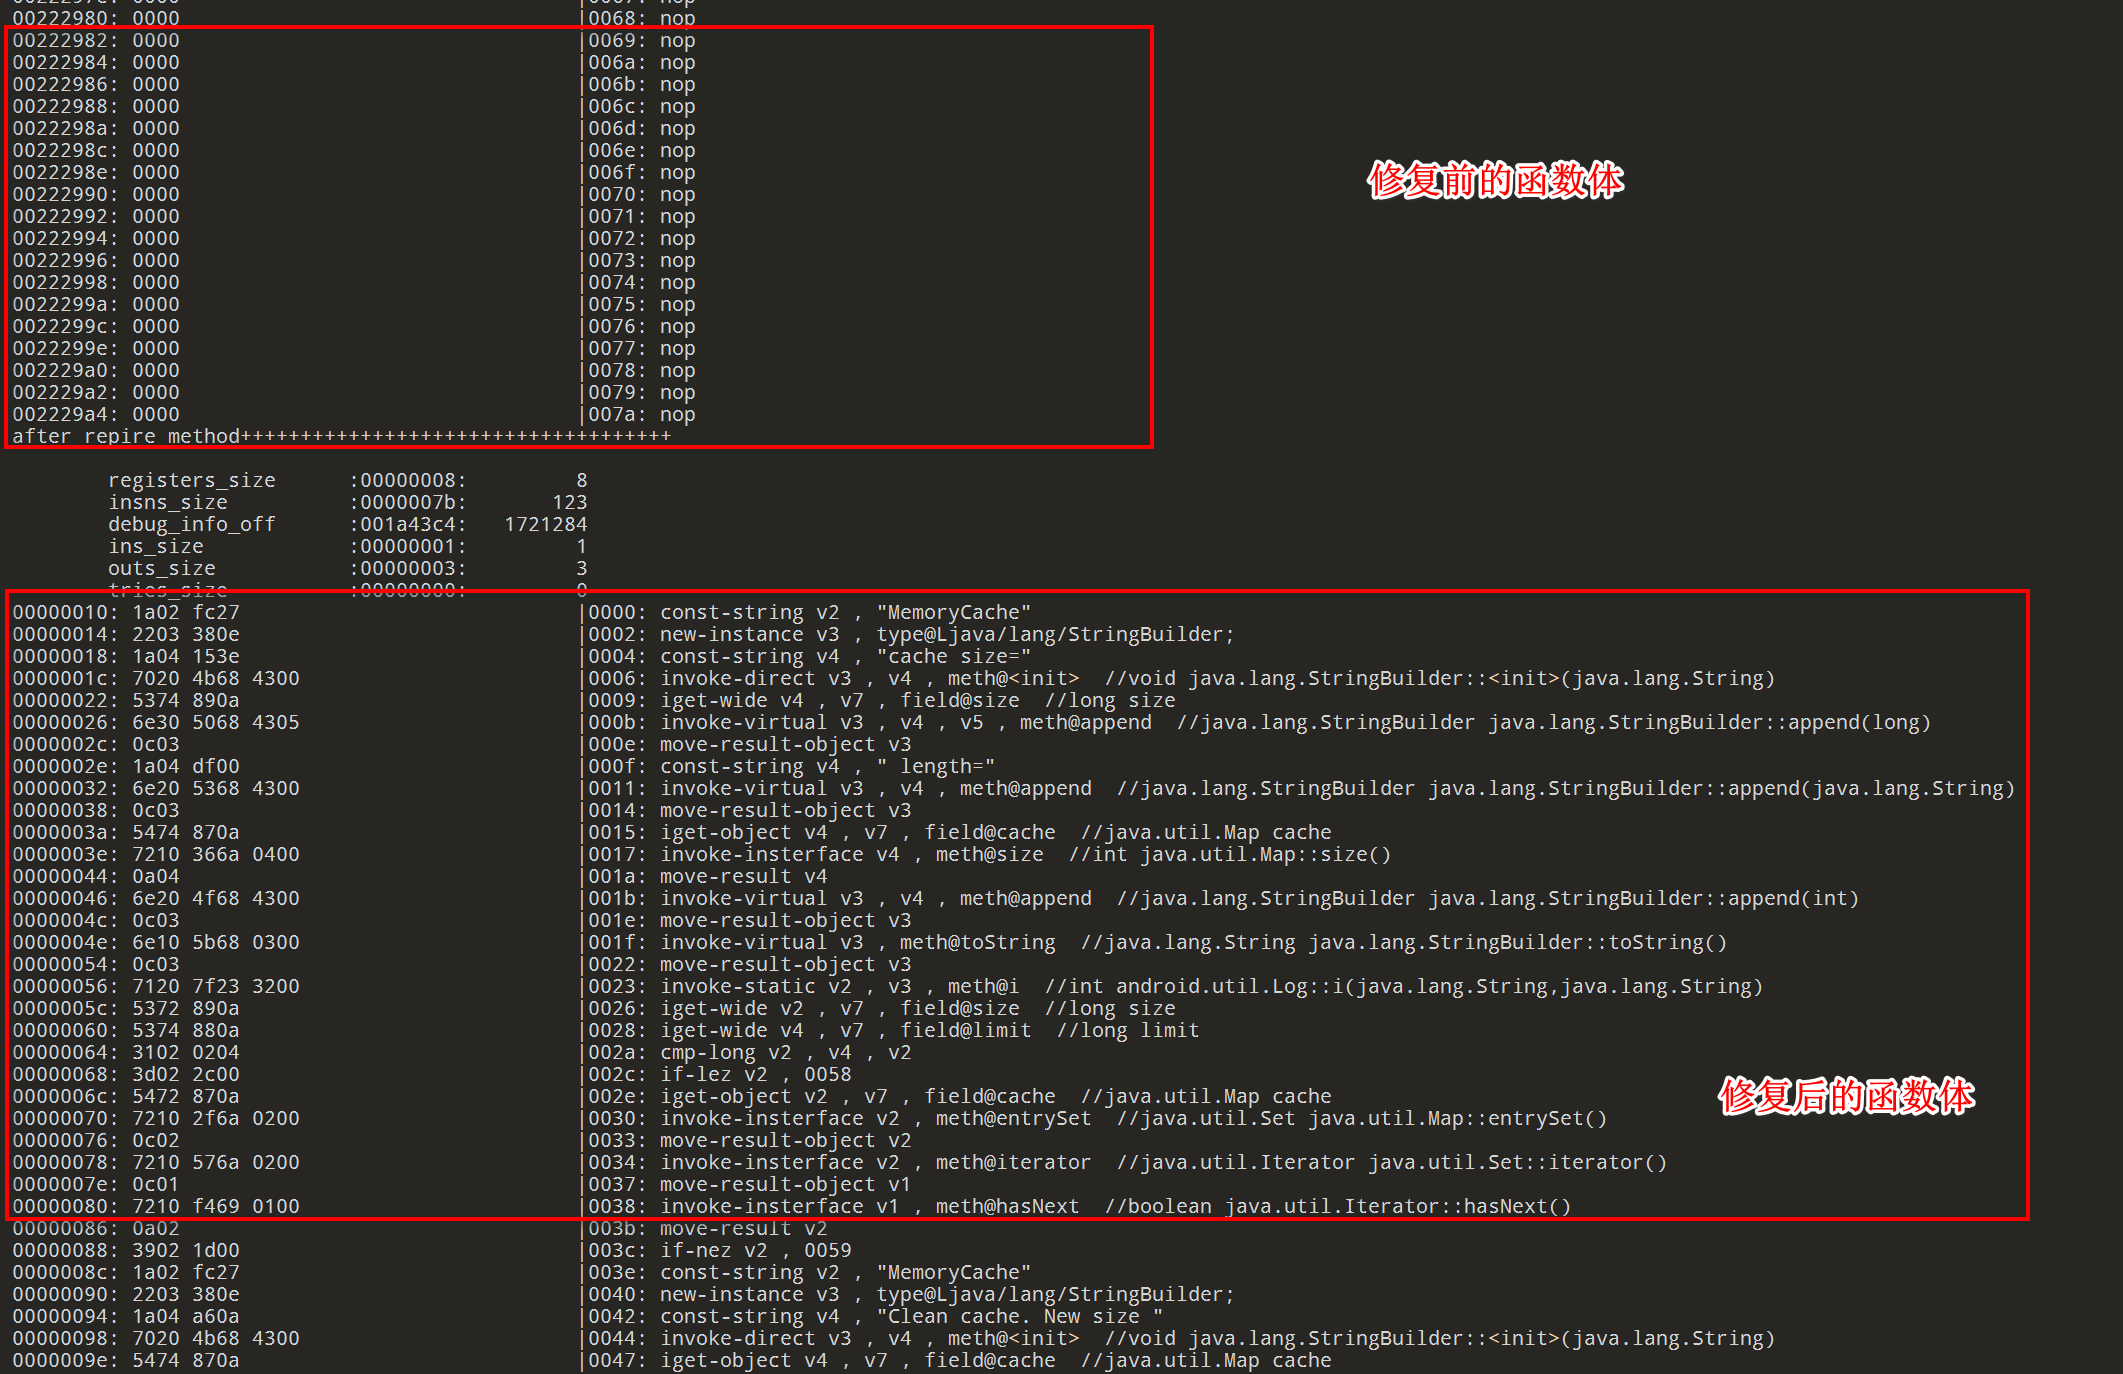 00222980: 0000 |0068: nop
00222982: 0000 |0069: nop
00222984: 0000 |006a: nop
00222986: 0000 |006b: nop
00222988: 0000 |006c: nop
0022298a: 0000 |006d: nop
0022298c: 0000 |006e: nop
0022298e: 0000 |006f: nop
修复前的函数体
00222990: 0000 |0070: nop
00222992: 0000 |0071: nop
00222994: 0000 |0072: nop
00222996: 0000 |0073: nop
00222998: 0000 |0074: nop
0022299a: 0000 |0075: nop
0022299c: 0000 |0076: nop
0022299e: 0000 |0077: nop
002229a0: 0000 |0078: nop
002229a2: 0000 |0079: nop
002229a4: 0000 |007a: nop
after repire method++++++++++++++++++++++++++++++++++++
registers_size :00000008: 8
insns_size :0000007b: 123
debug_info_off :001a43c4: 1721284
ins_size :00000001: 1
outs_size :00000003: 3
tries_size :00000000: 0
00000010: 1a02 fc27 |0000: const-string v2 , "MemoryCache"
00000014: 2203 380e |0002: new-instance v3 , type@Ljava/lang/StringBuilder;
00000018: 1a04 153e |0004: const-string v4 , "cache size="
0000001c: 7020 4b68 4300 |0006: invoke-direct v3 , v4 , meth@<init> //void java.lang.StringBuilder::<init>(java.lang.String)
00000022: 5374 890a |0009: iget-wide v4 , v7 , field@size //long size
00000026: 6e30 5068 4305 |000b: invoke-virtual v3 , v4 , v5 , meth@append //java.lang.StringBuilder java.lang.StringBuilder::append(long)
0000002c: 0c03 |000e: move-result-object v3
0000002e: 1a04 df00 |000f: const-string v4 , " length="
00000032: 6e20 5368 4300 |0011: invoke-virtual v3 , v4 , meth@append //java.lang.StringBuilder java.lang.StringBuilder::append(java.lang.String)
00000038: 0c03 |0014: move-result-object v3
0000003a: 5474 870a |0015: iget-object v4 , v7 , field@cache //java.util.Map cache
0000003e: 7210 366a 0400 |0017: invoke-insterface v4 , meth@size //int java.util.Map::size()
00000044: 0a04 |001a: move-result v4
00000046: 6e20 4f68 4300 |001b: invoke-virtual v3 , v4 , meth@append //java.lang.StringBuilder java.lang.StringBuilder::append(int)
0000004c: 0c03 |001e: move-result-object v3
0000004e: 6e10 5b68 0300 |001f: invoke-virtual v3 , meth@toString //java.lang.String java.lang.StringBuilder::toString()
00000054: 0c03 |0022: move-result-object v3
00000056: 7120 7f23 3200 |0023: invoke-static v2 , v3 , meth@i //int android.util.Log::i(java.lang.String,java.lang.String)
0000005c: 5372 890a |0026: iget-wide v2 , v7 , field@size //long size
00000060: 5374 880a |0028: iget-wide v4 , v7 , field@limit //long limit
00000064: 3102 0204 |002a: cmp-long v2 , v4 , v2
00000068: 3d02 2c00 |002c: if-lez v2 , 0058
0000006c: 5472 870a |002e: iget-object v2 , v7 , field@cache //java.util.Map cache
修复后的函数体
00000070: 7210 2f6a 0200 |0030: invoke-insterface v2 , meth@entrySet //java.util.Set java.util.Map::entrySet()
00000076: 0c02 |0033: move-result-object v2
00000078: 7210 576a 0200 |0034: invoke-insterface v2 , meth@iterator //java.util.Iterator java.util.Set::iterator()
0000007e: 0c01 |0037: move-result-object v1
00000080: 7210 f469 0100 |0038: invoke-insterface v1 , meth@hasNext //boolean java.util.Iterator::hasNext()
00000086: 0a02 |003b: move-result v2
00000088: 3902 1d00 |003c: if-nez v2 , 0059
0000008c: 1a02 fc27 |003e: const-string v2 , "MemoryCache"
00000090: 2203 380e |0040: new-instance v3 , type@Ljava/lang/StringBuilder;
00000094: 1a04 a60a |0042: const-string v4 , "Clean cache. New size "
00000098: 7020 4b68 4300 |0044: invoke-direct v3 , v4 , meth@<init> //void java.lang.StringBuilder::<init>(java.lang.String)
0000009e: 5474 870a |0047: iget-object v4 , v7 , field@cache //java.util.Map cache